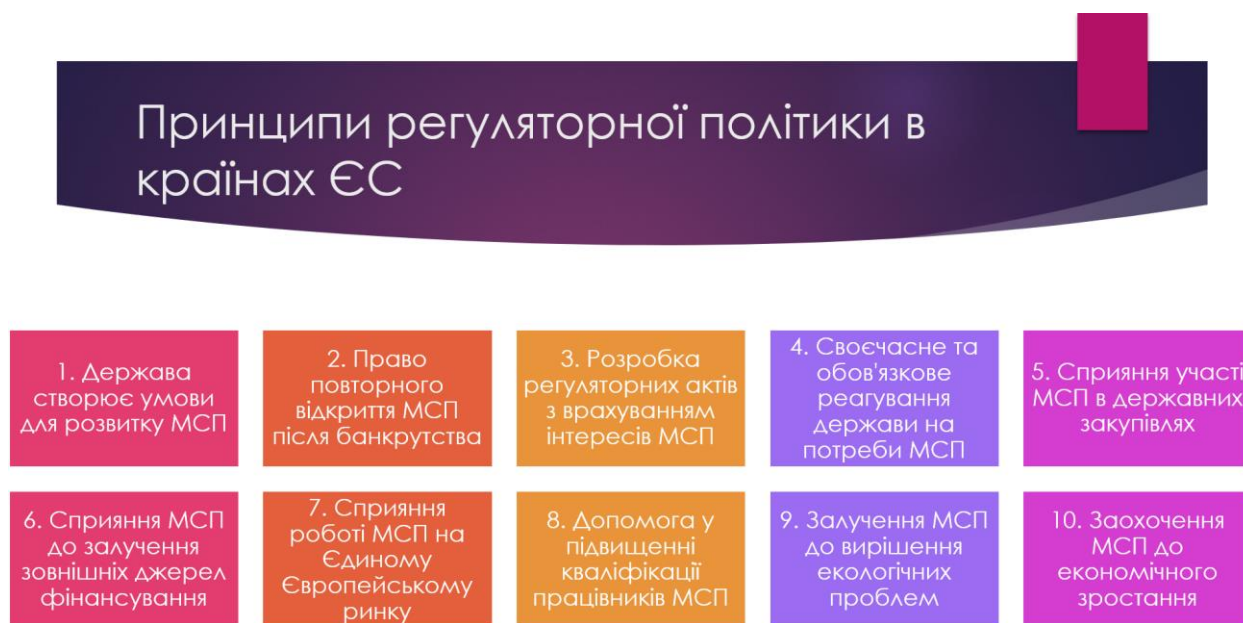 Принципи регуляторної політики в
країнах ЄС
1. Держава
створює умови
для розвитку МСП
2. Право
повторного
відкриття МСП
після банкрутства
3. Розробка
регуляторних актів
з врахуванням
інтересів МСП
4. Своєчасне та
обов'язкове
реагування
держави на
потреби МСП
5. Сприяння участі
МСП в державних
закупівлях
6. Сприяння МСП
до залучення
зовнішніх джерел
фінансування
7. Сприяння
роботі МСП на
Єдиному
Європейському
ринку
8. Допомога у
підвищенні
кваліфікації
працівників МСП
9. Залучення МСП
до вирішення
екологічних
проблем
10. Заохочення
МСП до
економічного
зростання